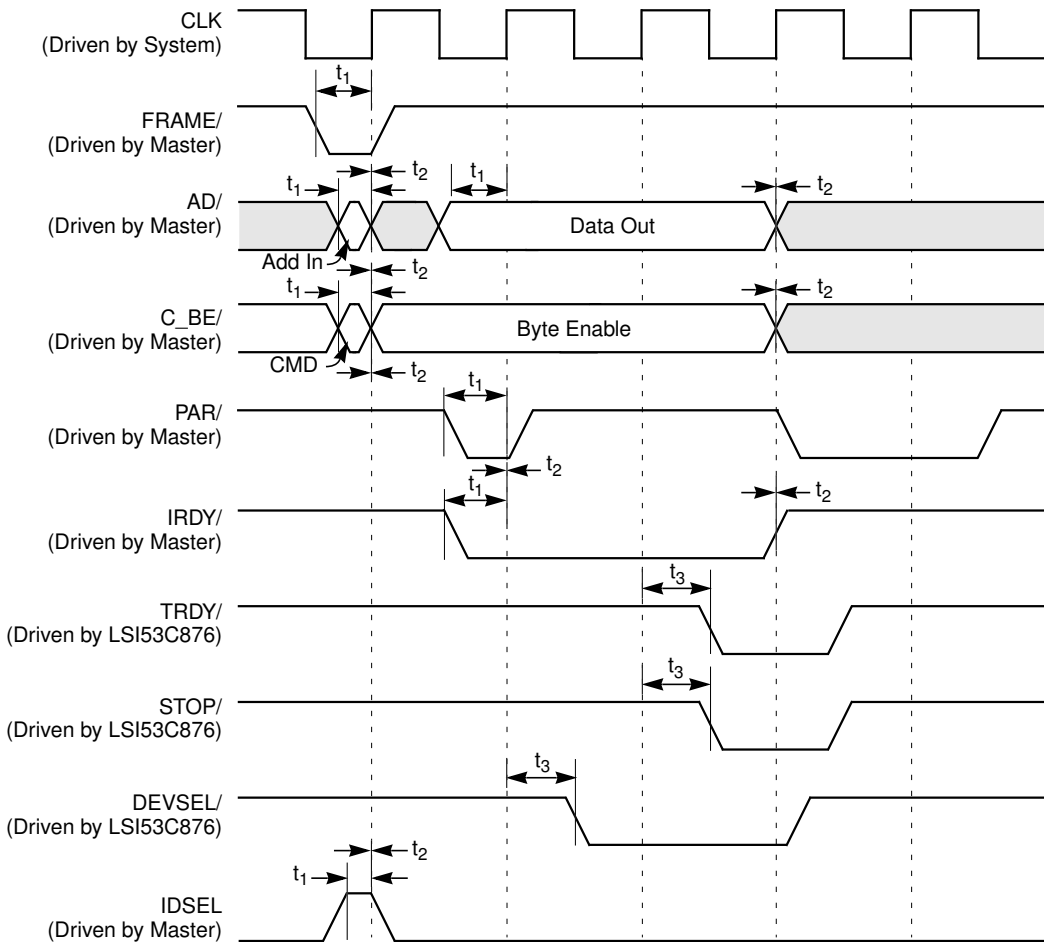 CLK
(Driven by System)
t1
FRAME/
(Driven by Master)
t1
t2
t1
t2
AD/
(Driven by Master)
Data Out
Add In
t2
t1
t2
C_BE/
(Driven by Master)
Byte Enable
CMD
t2
t1
PAR/
(Driven by Master)
t2
t1
t2
IRDY/
(Driven by Master)
t3
TRDY/
(Driven by LSI53C876)
t3
STOP/
(Driven by LSI53C876)
t3
DEVSEL/
(Driven by LSI53C876)
t2
t1
IDSEL
(Driven by Master)